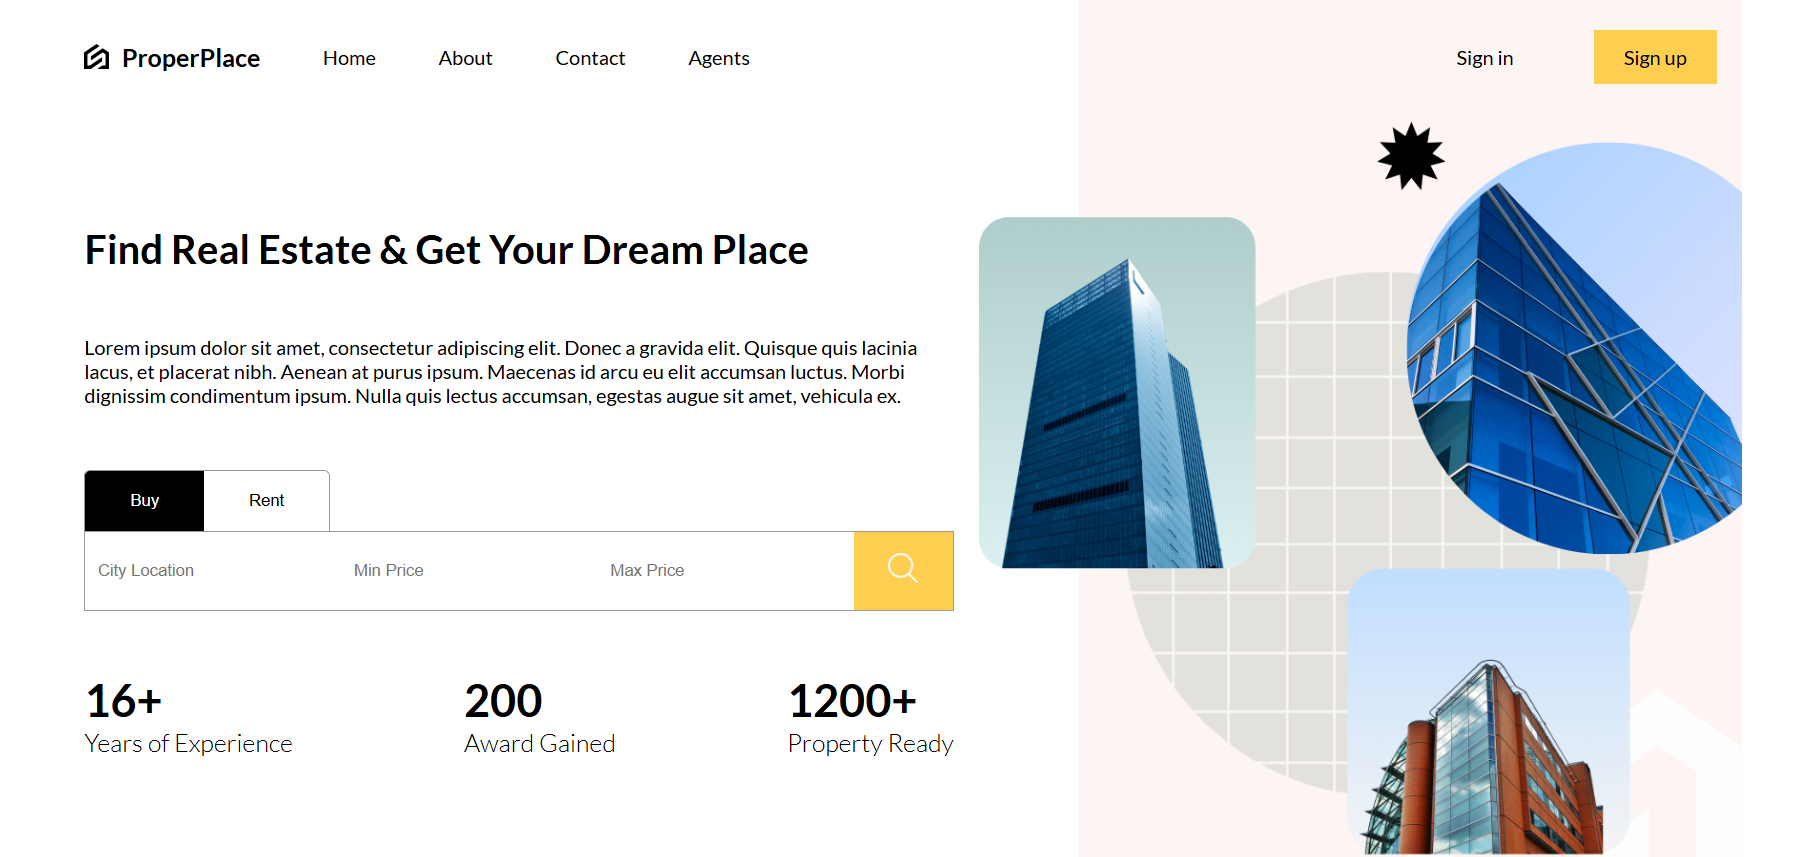 ProperPlace
Home
About
Contact
Agents
Sign in
Sign up
Find Real Estate & Get Your Dream Place
Lorem ipsum dolor sit amet, consectetur adipiscing elit. Donec a gravida elit. Quisque quis lacinia
lacus, et placerat nibh. Aenean at purus ipsum. Maecenas id arcu eu elit accumsan luctus. Morbi
dignissim condimentum ipsum. Nulla quis lectus accumsan, egestas augue sit amet, vehicula ex.
Buy
Rent
City Location
Min Price
Max Price
16+
Years of Experience
200
Award Gained
1200+
Property Ready